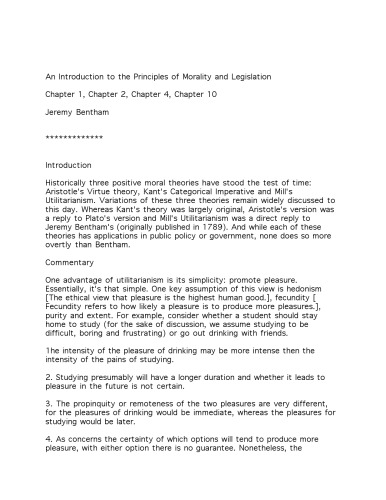 An Introduction to the Principles of Morality and Legislation
Chapter 1, Chapter 2, Chapter 4, Chapter 10
Jeremy Bentham
*************
Introduction
Historically three positive moral theories have stood the test of time:
Aristotle's Virtue theory, Kant's Categorical Imperative and Mill's
Utilitarianism. Variations of these three theories remain widely discussed to
this day. Whereas Kant's theory was largely original, Aristotle's version was
a reply to Plato's version and Mill's Utilitarianism was a direct reply to
Jeremy Bentham's (originally published in 1789). And while each of these
theories has applications in public policy or government, none does so more
overtly than Bentham.
Commentary
One advantage of utilitarianism is its simplicity: promote pleasure.
Essentially, it's that simple. One key assumption of this view is hedonism
[The ethical view that pleasure is the highest human good.], fecundity [
Fecundity refers to how likely a pleasure is to produce more pleasures.],
purity and extent. For example, consider whether a student should stay
home to study (for the sake of discussion, we assume studying to be
difficult, boring and frustrating) or go out drinking with friends.
1he intensity of the pleasure of drinking may be more intense then the
intensity of the pains of studying.
2. Studying presumably will have a longer duration and whether it leads to
pleasure in the future is not certain.
3. The propinquity or remoteness of the two pleasures are very different,
for the pleasures of drinking would be immediate, whereas the pleasures for
studying would be later.
4. As concerns the certainty of which options will tend to produce more
pleasure, with either option there is no guarantee. Nonetheless, the